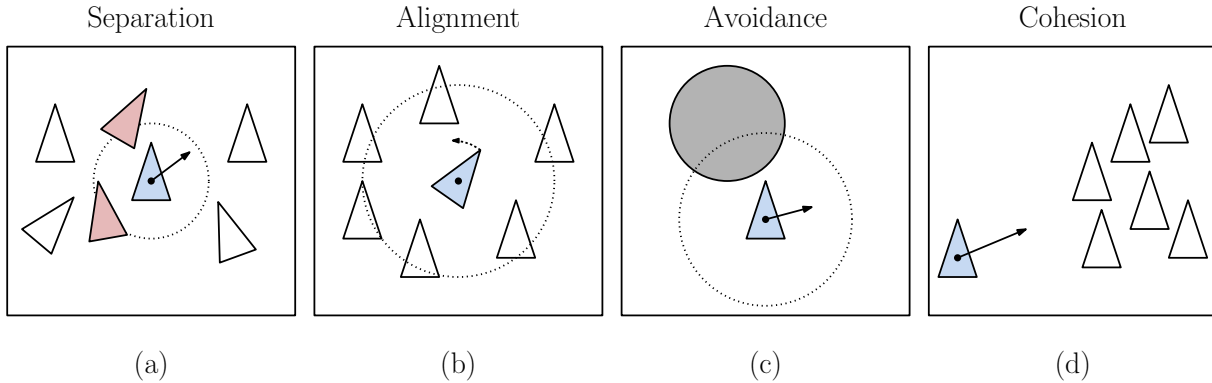 Separation
Alignment
Avoidance
Cohesion
(a)
(b)
(c)
(d)